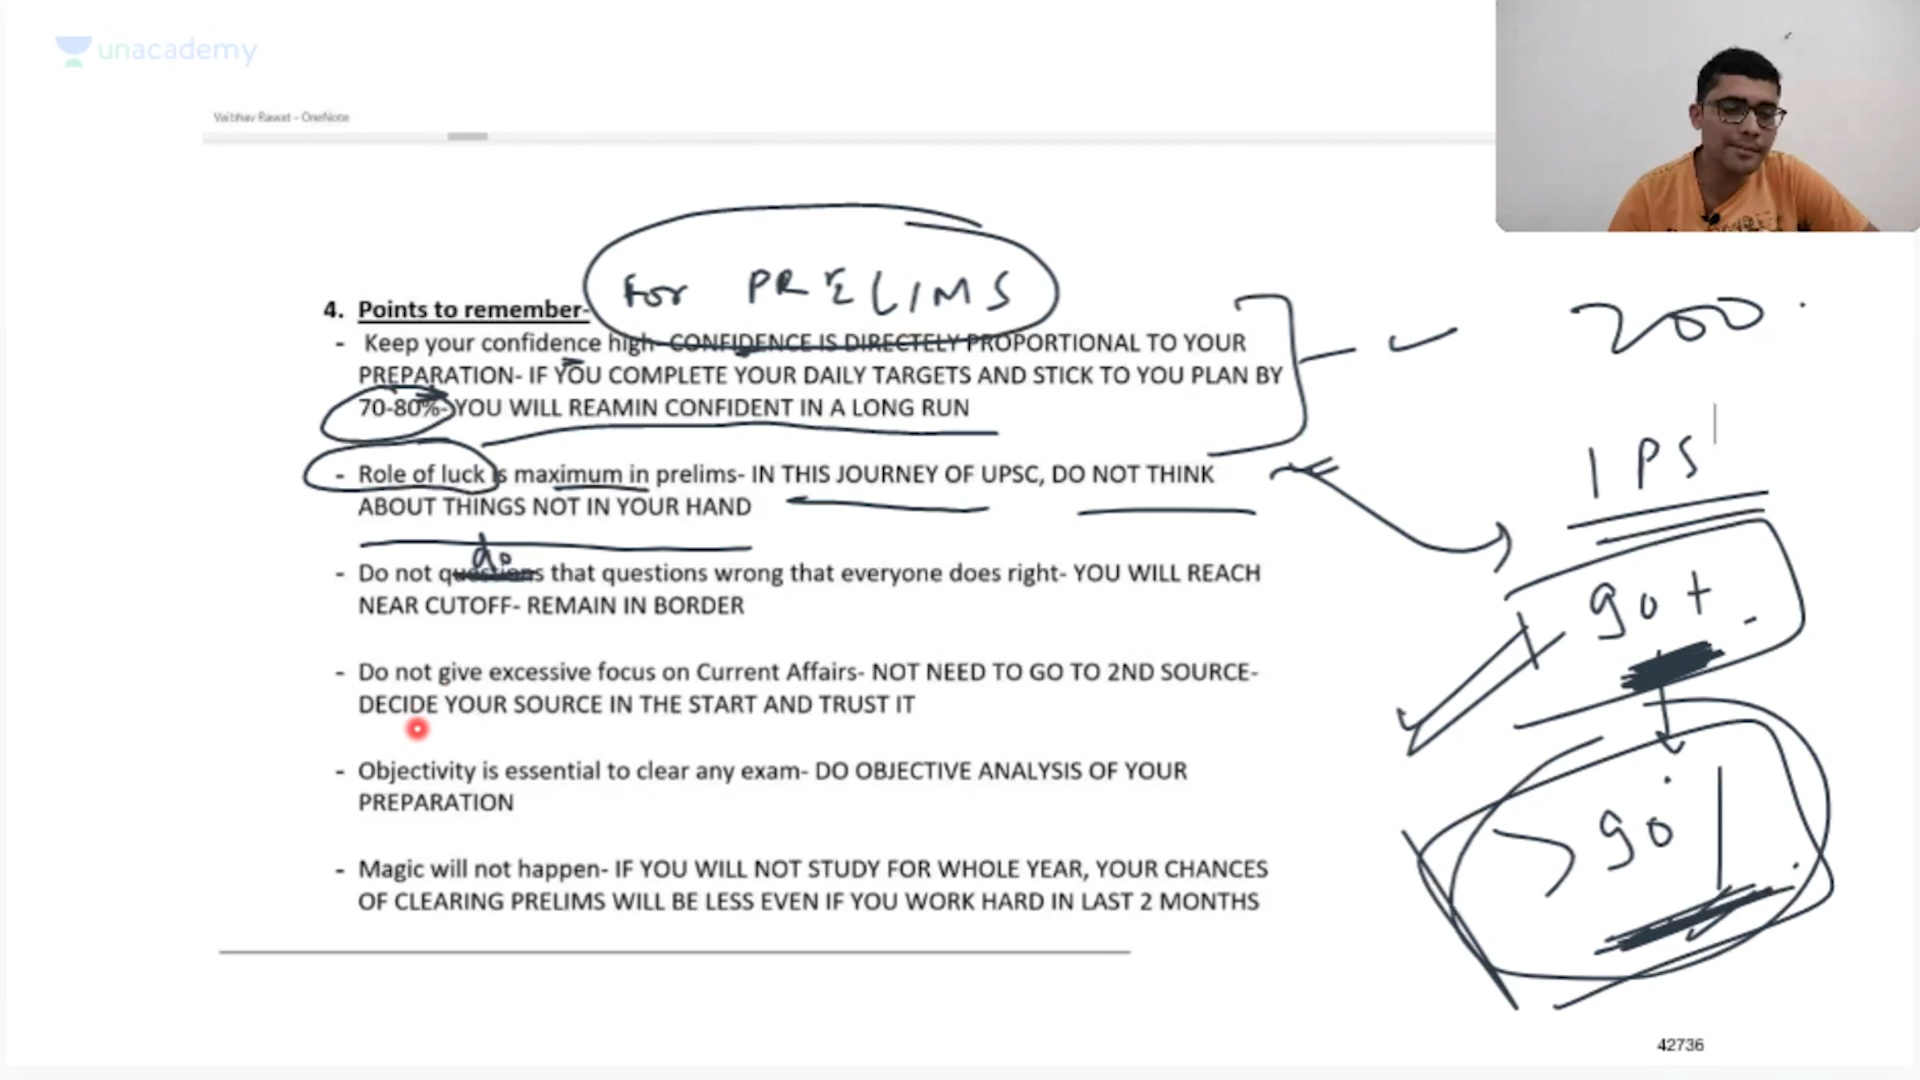 unacademy
Vaibhav Rawat - OneNote
For PRELIMS
4. Points to remember-
- Keep your confidence high- CONFIDENCE IS DIRECTELY PROPORTIONAL TO YOUR
PREPARATION- IF YOU COMPLETE YOUR DAILY TARGETS AND STICK TO YOU PLAN BY
70-80%- YOU WILL REAMIN CONFIDENT IN A LONG RUN
- Role of luck is maximum in prelims- IN THIS JOURNEY OF UPSC, DO NOT THINK
ABOUT THINGS NOT IN YOUR HAND
do
- Do not questions that questions wrong that everyone does right- YOU WILL REACH
NEAR CUTOFF- REMAIN IN BORDER
- Do not give excessive focus on Current Affairs- NOT NEED TO GO TO 2ND SOURCE-
DECIDE YOUR SOURCE IN THE START AND TRUST IT
- Objectivity is essential to clear any exam- DO OBJECTIVE ANALYSIS OF YOUR
PREPARATION
- Magic will not happen- IF YOU WILL NOT STUDY FOR WHOLE YEAR, YOUR CHANCES
OF CLEARING PRELIMS WILL BE LESS EVEN IF YOU WORK HARD IN LAST 2 MONTHS
200
IPS
90+
>90
42736